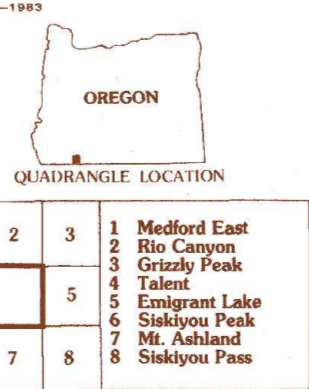 –1983
OREGON
QUADRANGLE LOCATION
2
3
5
7
8
1 Medford East
2 Rio Canyon
3 Grizzly Peak
4 Talent
5 Emigrant Lake
6 Siskiyou Peak
7 Mt. Ashland
8 Siskiyou Pass